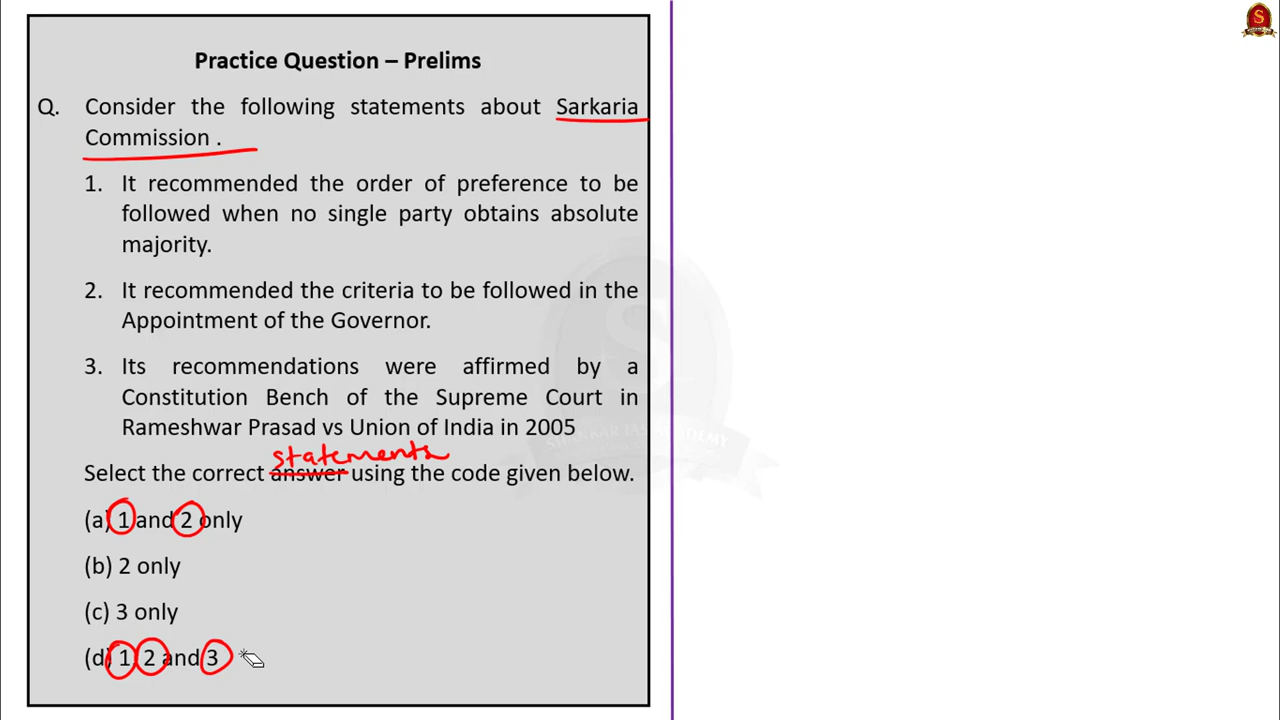 Practice Question – Prelims
Q. Consider the following statements about Sarkaria
Commission .
1. It recommended the order of preference to be
followed when no single party obtains absolute
majority.
2. It recommended the criteria to be followed in the
Appointment of the Governor.
3. Its recommendations were affirmed by a
Constitution Bench of the Supreme Court in
Rameshwar Prasad vs Union of India in 2005
statements
Select the correct answer using the code given below.
(a) 1 and 2 only
(b) 2 only
(c) 3 only
(d) 1 2 and 3